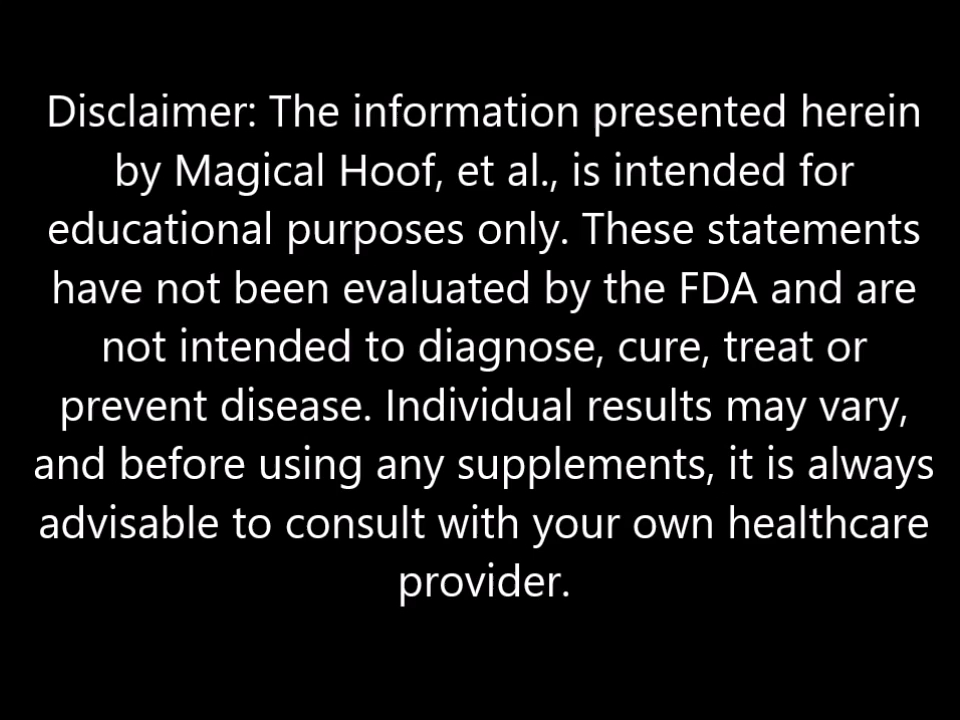 Disclaimer: The information presented herein
by Magical Hoof, et al., is intended for
educational purposes only. These statements
have not been evaluated by the FDA and are
not intended to diagnose, cure, treat or
prevent disease. Individual results may vary,
and before using any supplements, it is always
advisable to consult with your own healthcare
provider.